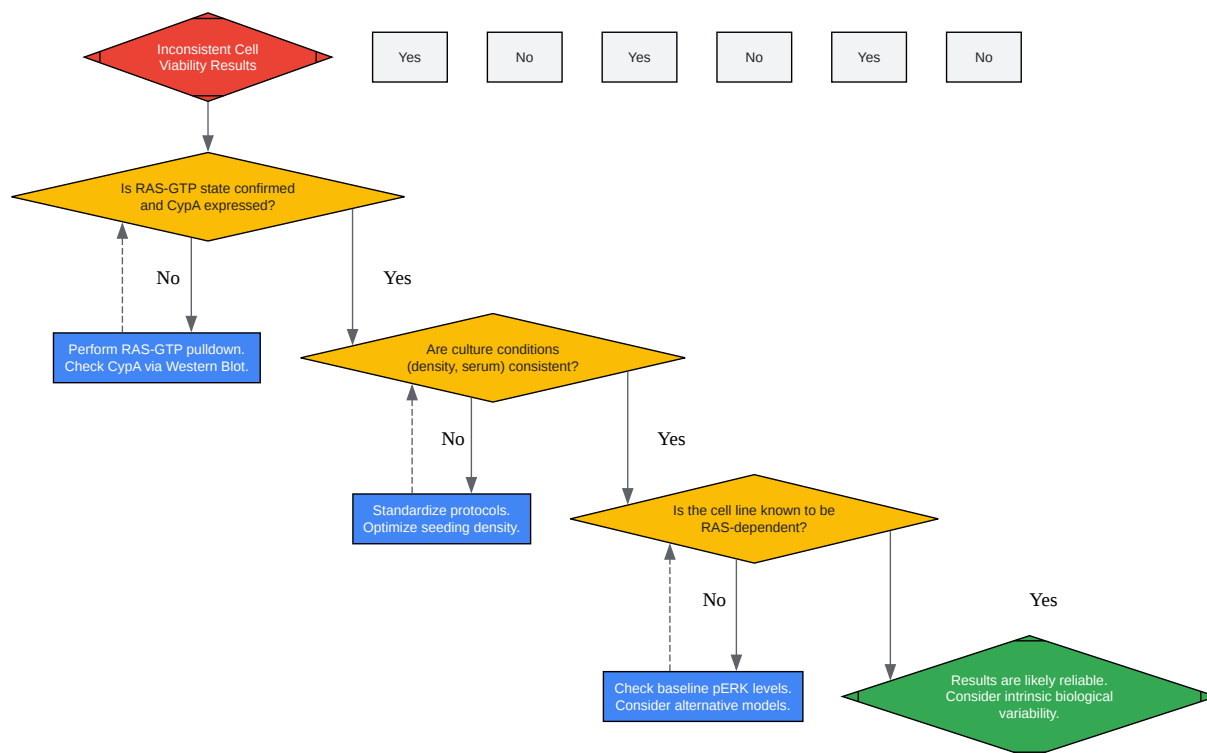 Inconsistent Cell
Viability Results
Yes
No
Yes
No
Yes
No
Is RAS-GTP state confirmed
and CypA expressed?
No
Yes
Perform RAS-GTP pulldown.
Check CypA via Western Blot.
Are culture conditions
(density, serum) consistent?
No
Yes
Standardize protocols.
Optimize seeding density.
Is the cell line known to be
RAS-dependent?
No
Yes
Check baseline pERK levels.
Consider alternative models.
Results are likely reliable.
Consider intrinsic biological
variability.